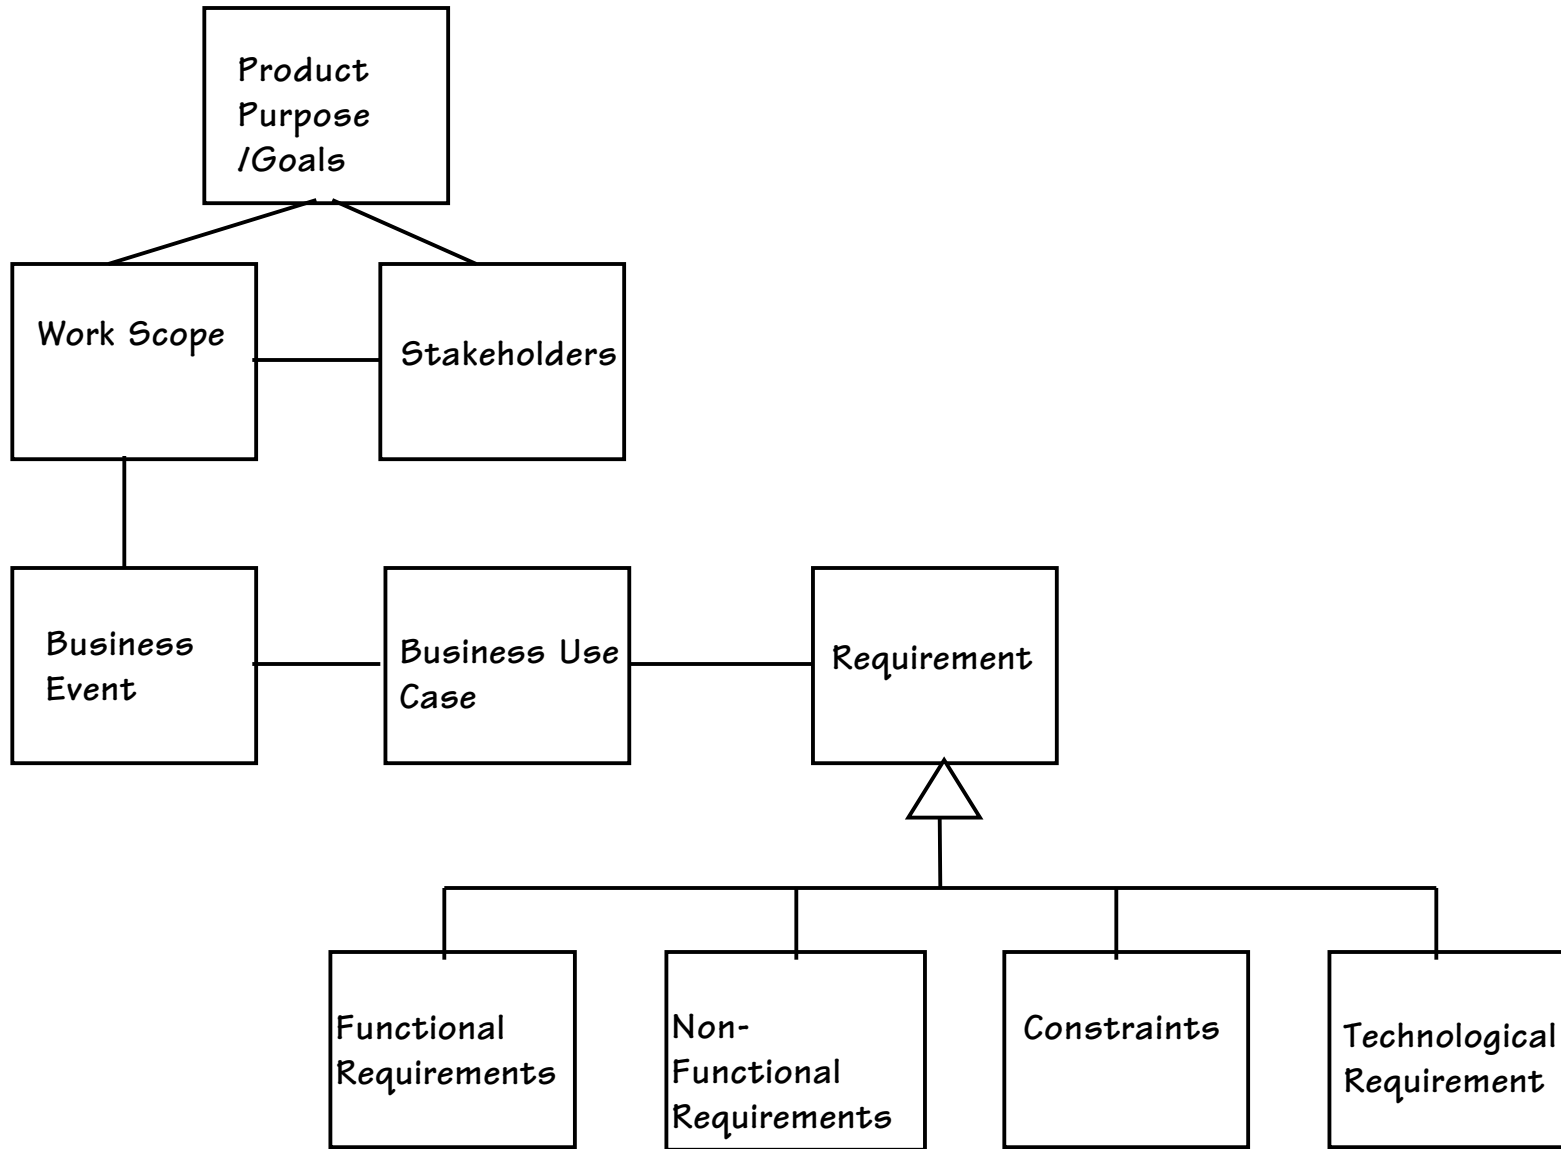 Product
Purpose
/Goals
Work Scope
Stakeholders
Business
Event
Business Use
Case
Requirement
Functional
Requirements
Non-
Functional
Requirements
Constraints
Technological
Requirement